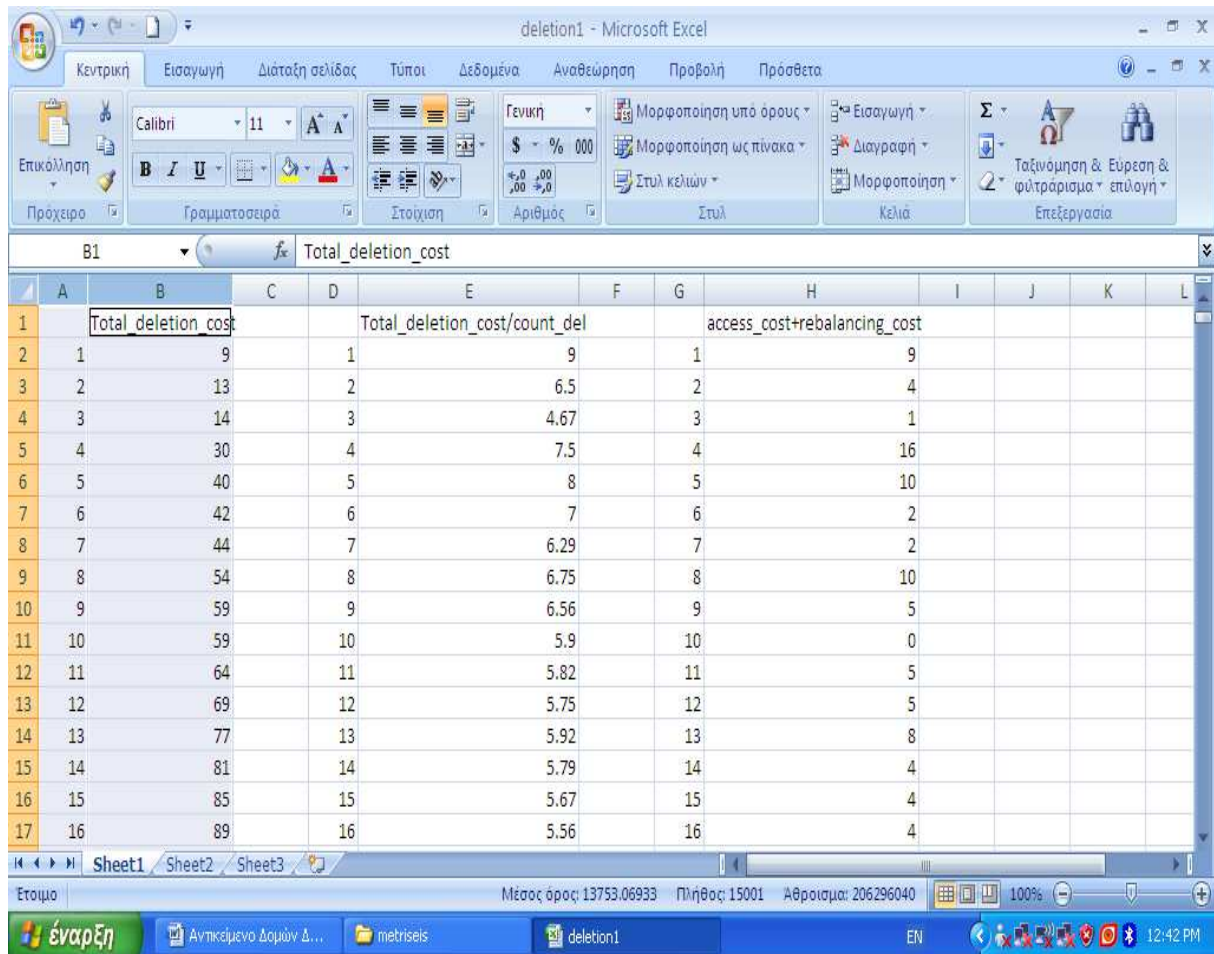 deletion1 - Microsoft Excel
Κεντρική Εισαγωγή Διάταξη σελίδας Τύποι Δεδομένα Αναθεώρηση Προβολή Πρόσθετα
Επικόλληση
Calibri 11 A A
B I U A
Γενική
$ % 000
Μορφοποίηση υπό όρους
Μορφοποίηση ως πίνακα
Στυλ κελιών
Εισαγωγή
Διαγραφή
Μορφοποίηση
Σ
Ταξινόμηση & φιλτράρισμα
Εύρεση & επιλογή
Πρόχειρο Γραμματοσειρά Στοίχιση Αριθμός Στυλ Κελιά Επεξεργασία
B1 fx Total_deletion_cost
A B C D E F G H I J K L
1 Total_deletion_cost Total_deletion_cost/count_del access_cost+rebalancing_cost
2 1 9 1 9 1 9
3 2 13 2 6.5 2 4
4 3 14 3 4.67 3 1
5 4 30 4 7.5 4 16
6 5 40 5 8 5 10
7 6 42 6 7 6 2
8 7 44 7 6.29 7 2
9 8 54 8 6.75 8 10
10 9 59 9 6.56 9 5
11 10 59 10 5.9 10 0
12 11 64 11 5.82 11 5
13 12 69 12 5.75 12 5
14 13 77 13 5.92 13 8
15 14 81 14 5.79 14 4
16 15 85 15 5.67 15 4
17 16 89 16 5.56 16 4
Sheet1 Sheet2 Sheet3
Έτοιμο Μέσος όρος: 13753.06933 Πλήθος: 15001 Άθροισμα: 206296040 100%
έναρξη Αντικείμενο Δομών Δ... metriseis deletion1 EN 12:42 PM